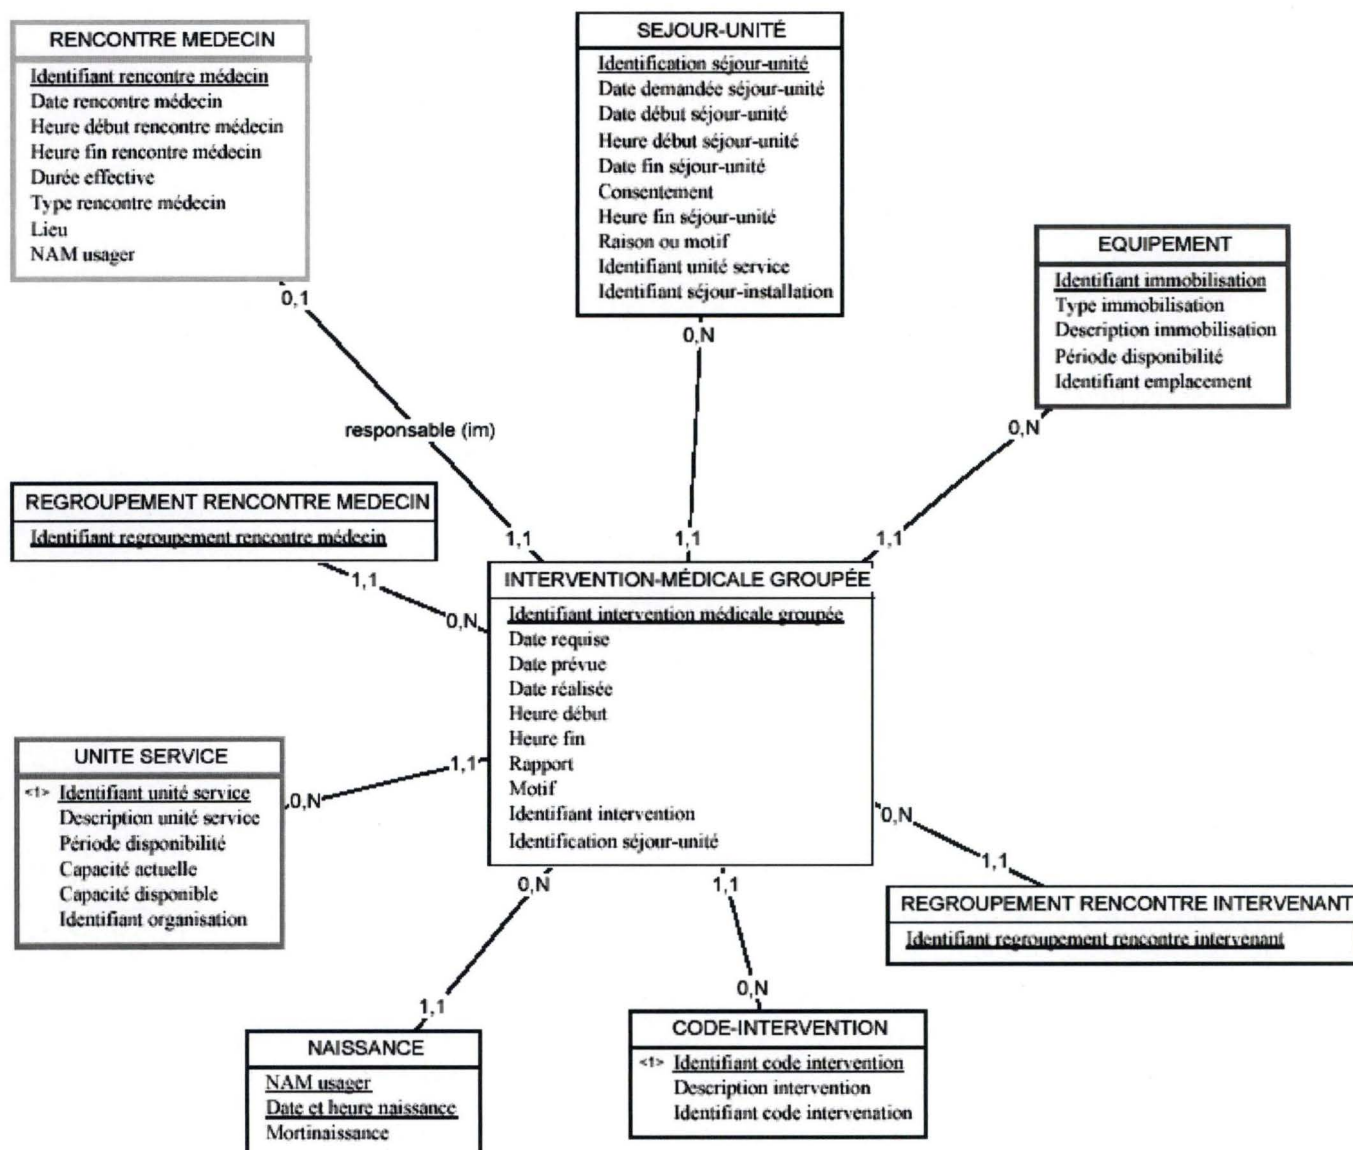 RENCONTRE MEDECIN
Identifiant rencontre médecin
Date rencontre médecin
Heure début rencontre médecin
Heure fin rencontre médecin
Durée effective
Type rencontre médecin
Lieu
NAM usager
0,1
SEJOUR-UNITÉ
Identification séjour-unité
Date demandée séjour-unité
Date début séjour-unité
Heure début séjour-unité
Date fin séjour-unité
Consentement
Heure fin séjour-unité
Raison ou motif
Identifiant unité service
Identifiant séjour-installation
0,N
EQUIPEMENT
Identifiant immobilisation
Type immobilisation
Description immobilisation
Période disponibilité
Identifiant emplacement
0,N
responsable (im)
REGROUPEMENT RENCONTRE MEDECIN
Identifiant regroupement rencontre médecin
1,1
0,N
1,1
1,1
1,1
INTERVENTION-MÉDICALE GROUPÉE
Identifiant intervention médicale groupée
Date requise
Date prévue
Date réalisée
Heure début
Heure fin
Rapport
Motif
Identifiant intervention
Identification séjour-unité
UNITE SERVICE
<1> Identifiant unité service
Description unité service
Période disponibilité
Capacité actuelle
Capacité disponible
Identifiant organisation
0,N
1,1
0,N
1,1
REGROUPEMENT RENCONTRE INTERVENANT
Identifiant regroupement rencontre intervenant
0,N
1,1
NAISSANCE
NAM usager
Date et heure naissance
Mortinaissance
1,1
0,N
CODE-INTERVENTION
<1> Identifiant code intervention
Description intervention
Identifiant code intervenation